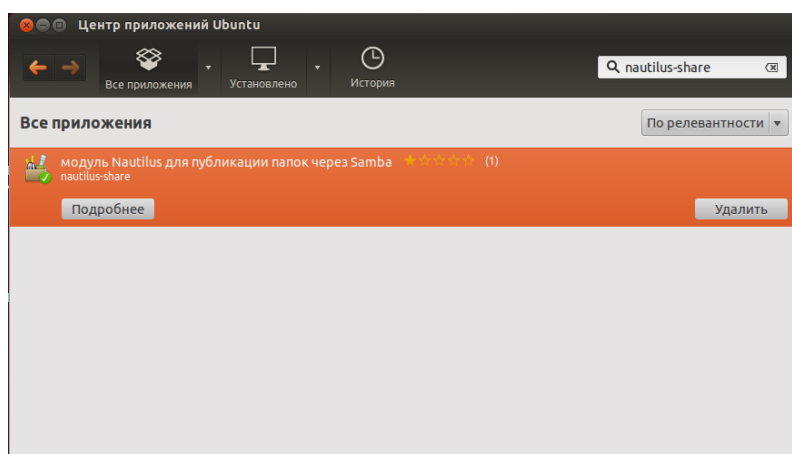 Центр приложений Ubuntu
Все приложения
Установлено
История
nautilus-share
Все приложения
По релевантности
модуль Nautilus для публикации папок через Samba (1)
nautilus-share
Подробнее
Удалить